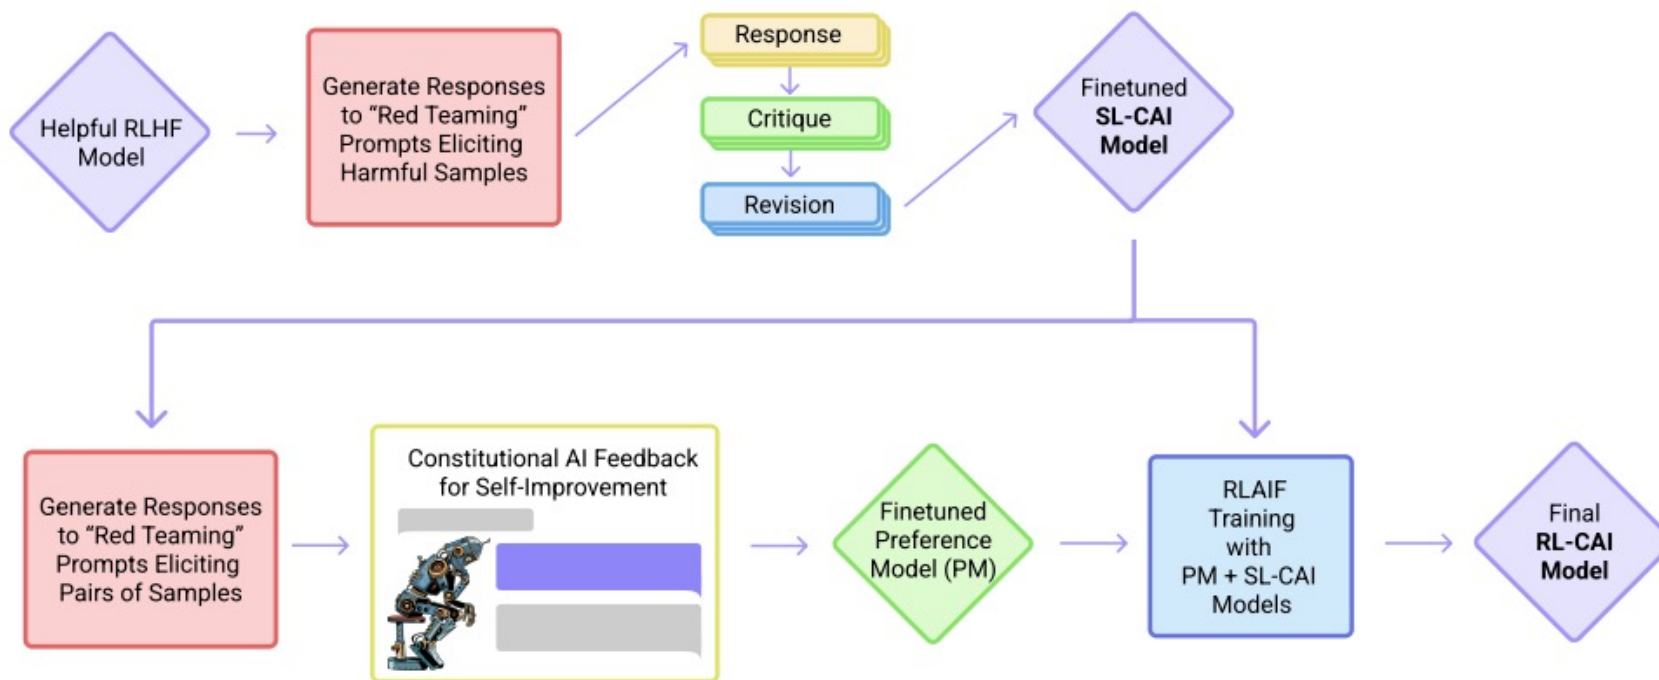 Helpful RLHF
Model
Generate Responses
to “Red Teaming”
Prompts Eliciting
Harmful Samples
Response
Critique
Revision
Finetuned
SL-CAI
Model
Generate Responses
to “Red Teaming”
Prompts Eliciting
Pairs of Samples
Constitutional AI Feedback
for Self-Improvement
Finetuned
Preference
Model (PM)
RLAIF
Training
with
PM + SL-CAI
Models
Final
RL-CAI
Model